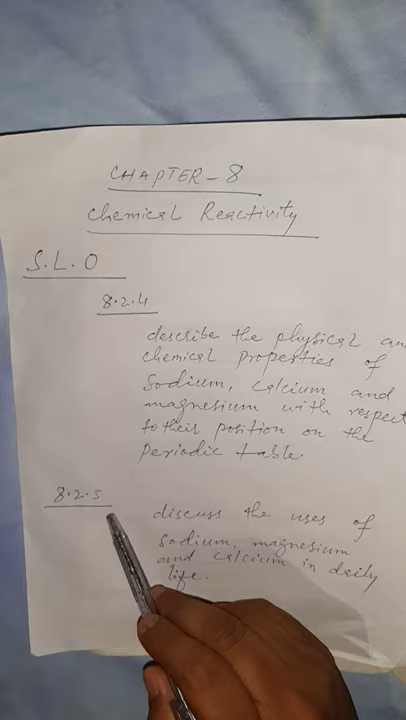 CHAPTER - 8
Chemical Reactivity
S.L.O
8.2.4
describe the physical an
chemical properties of
Sodium, calcium and
magnesium with respect
to their position on the
Periodic table.
8.2.5
discuss the uses of
sodium, magnesium
and calcium in daily
life.